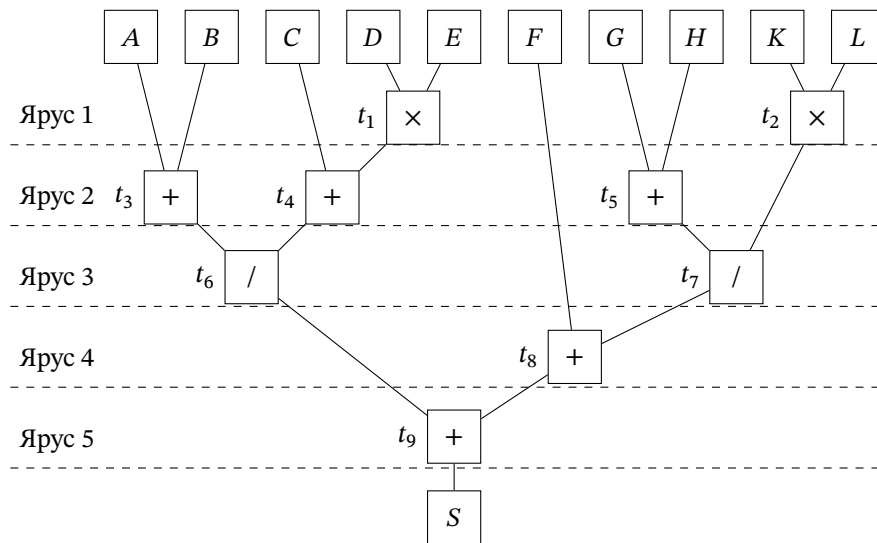 A B C D E F G H K L
Ярус 1 t₁ × t₂ ×
Ярус 2 t₃ + t₄ + t₅ +
Ярус 3 t₆ / t₇ /
Ярус 4 t₈ +
Ярус 5 t₉ +
S